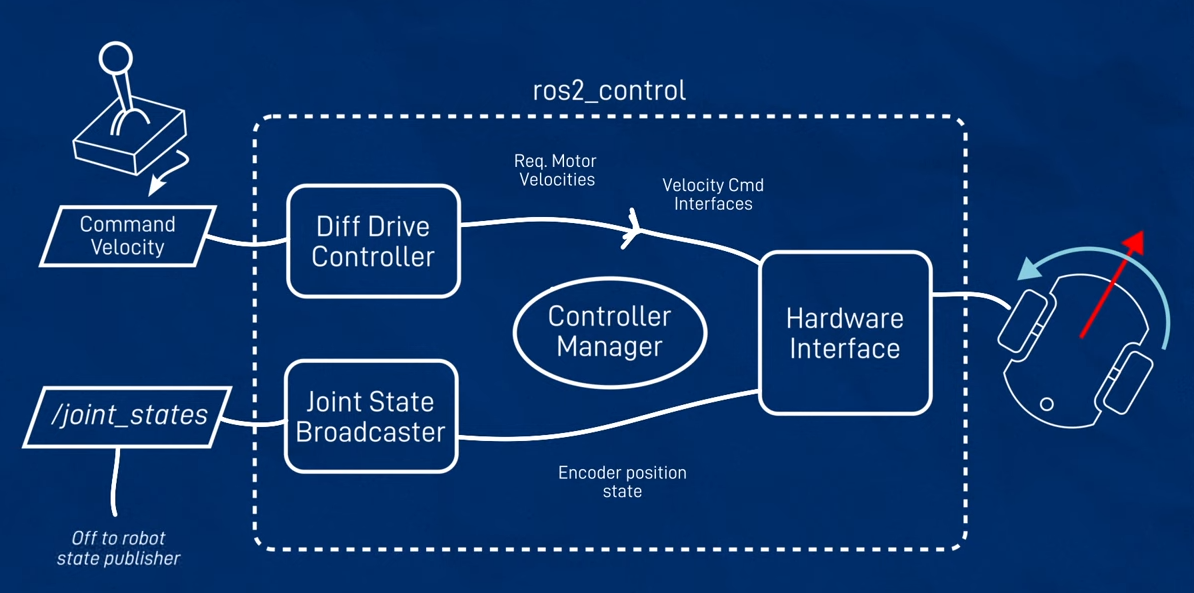 ros2_control
Req. Motor
Velocities
Velocity Cmd
Interfaces
Command
Velocity
Diff Drive
Controller
Controller
Manager
Hardware
Interface
/joint_states
Joint State
Broadcaster
Encoder position
state
Off to robot
state publisher